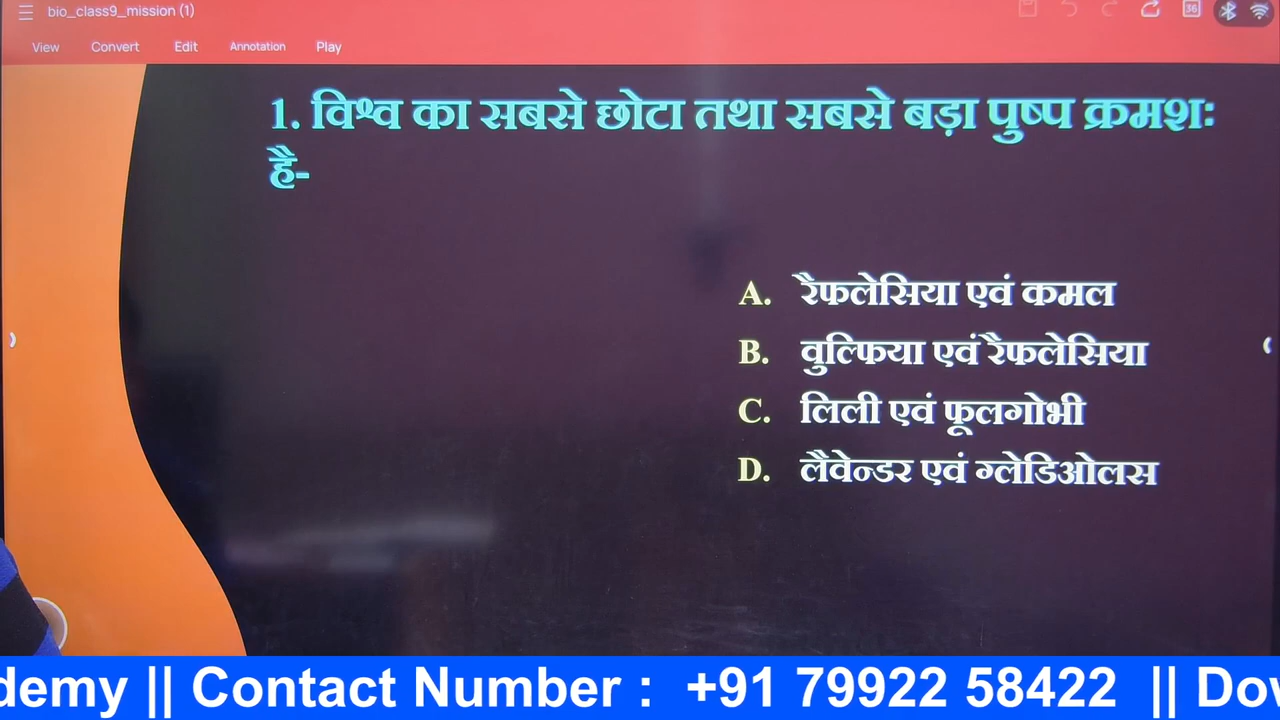 bio_class9_mission (1)
36
View Convert Edit Annotation Play
1. विश्व का सबसे छोटा तथा सबसे बड़ा पुष्प क्रमशः
है-
A. रैफलेसिया एवं कमल
B. वुल्फिया एवं रैफलेसिया
C. लिली एवं फूलगोभी
D. लैवेन्डर एवं ग्लेडिओलस
demy || Contact Number : +91 79922 58422 || Dov